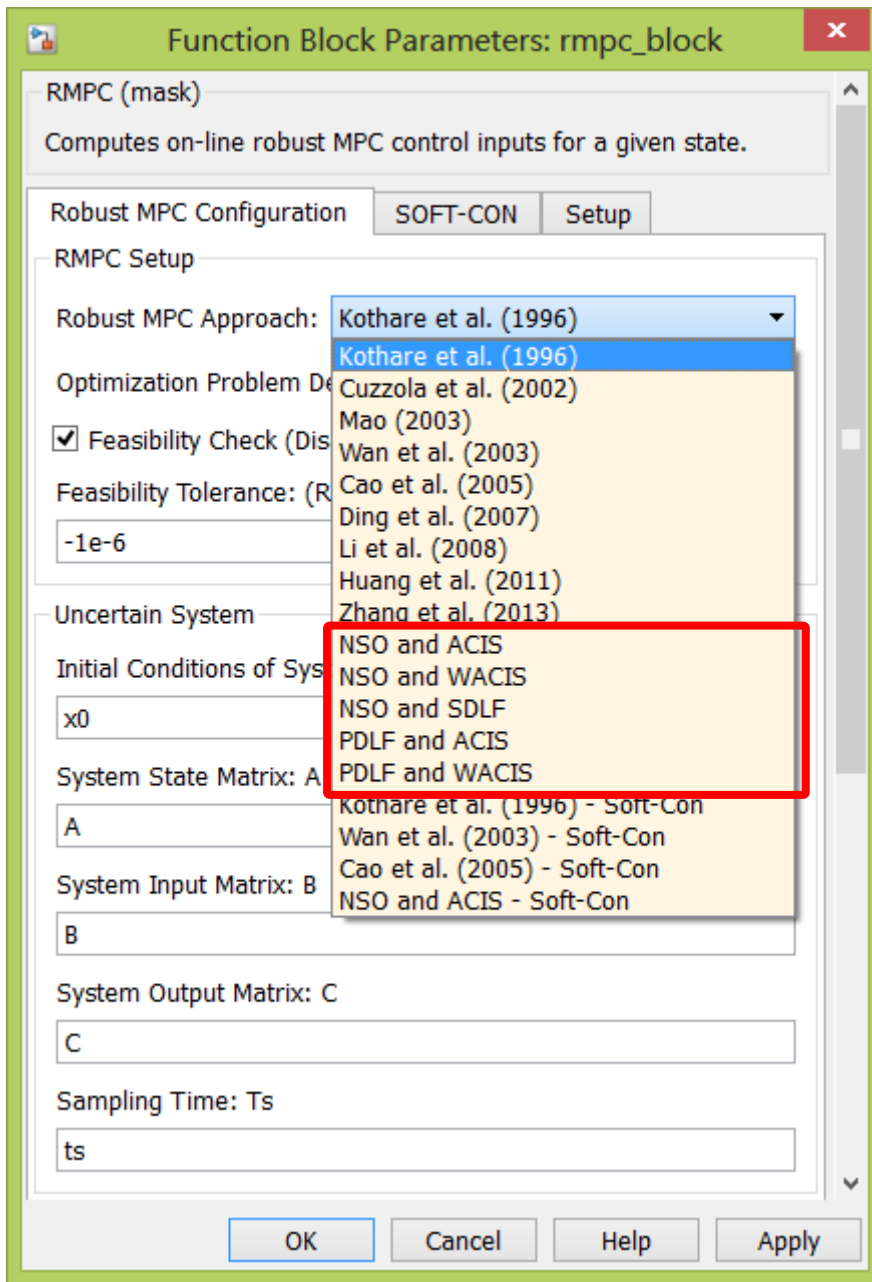 Function Block Parameters: rmpc_block
RMPC (mask)
Computes on-line robust MPC control inputs for a given state.
Robust MPC Configuration
SOFT-CON
Setup
RMPC Setup
Robust MPC Approach:
Kothare et al. (1996)
Kothare et al. (1996)
Cuzzola et al. (2002)
Mao (2003)
Wan et al. (2003)
Cao et al. (2005)
Ding et al. (2007)
Li et al. (2008)
Huang et al. (2011)
Zhang et al. (2013)
NSO and ACIS
NSO and WACIS
NSO and SDLF
PDLF and ACIS
PDLF and WACIS
Kothare et al. (1996) - Soft-Con
Wan et al. (2003) - Soft-Con
Cao et al. (2005) - Soft-Con
NSO and ACIS - Soft-Con
Optimization Problem De
Feasibility Check (Dis
Feasibility Tolerance: (R
-1e-6
Uncertain System
Initial Conditions of Sys
x0
System State Matrix: A
A
System Input Matrix: B
B
System Output Matrix: C
C
Sampling Time: Ts
ts
OK
Cancel
Help
Apply